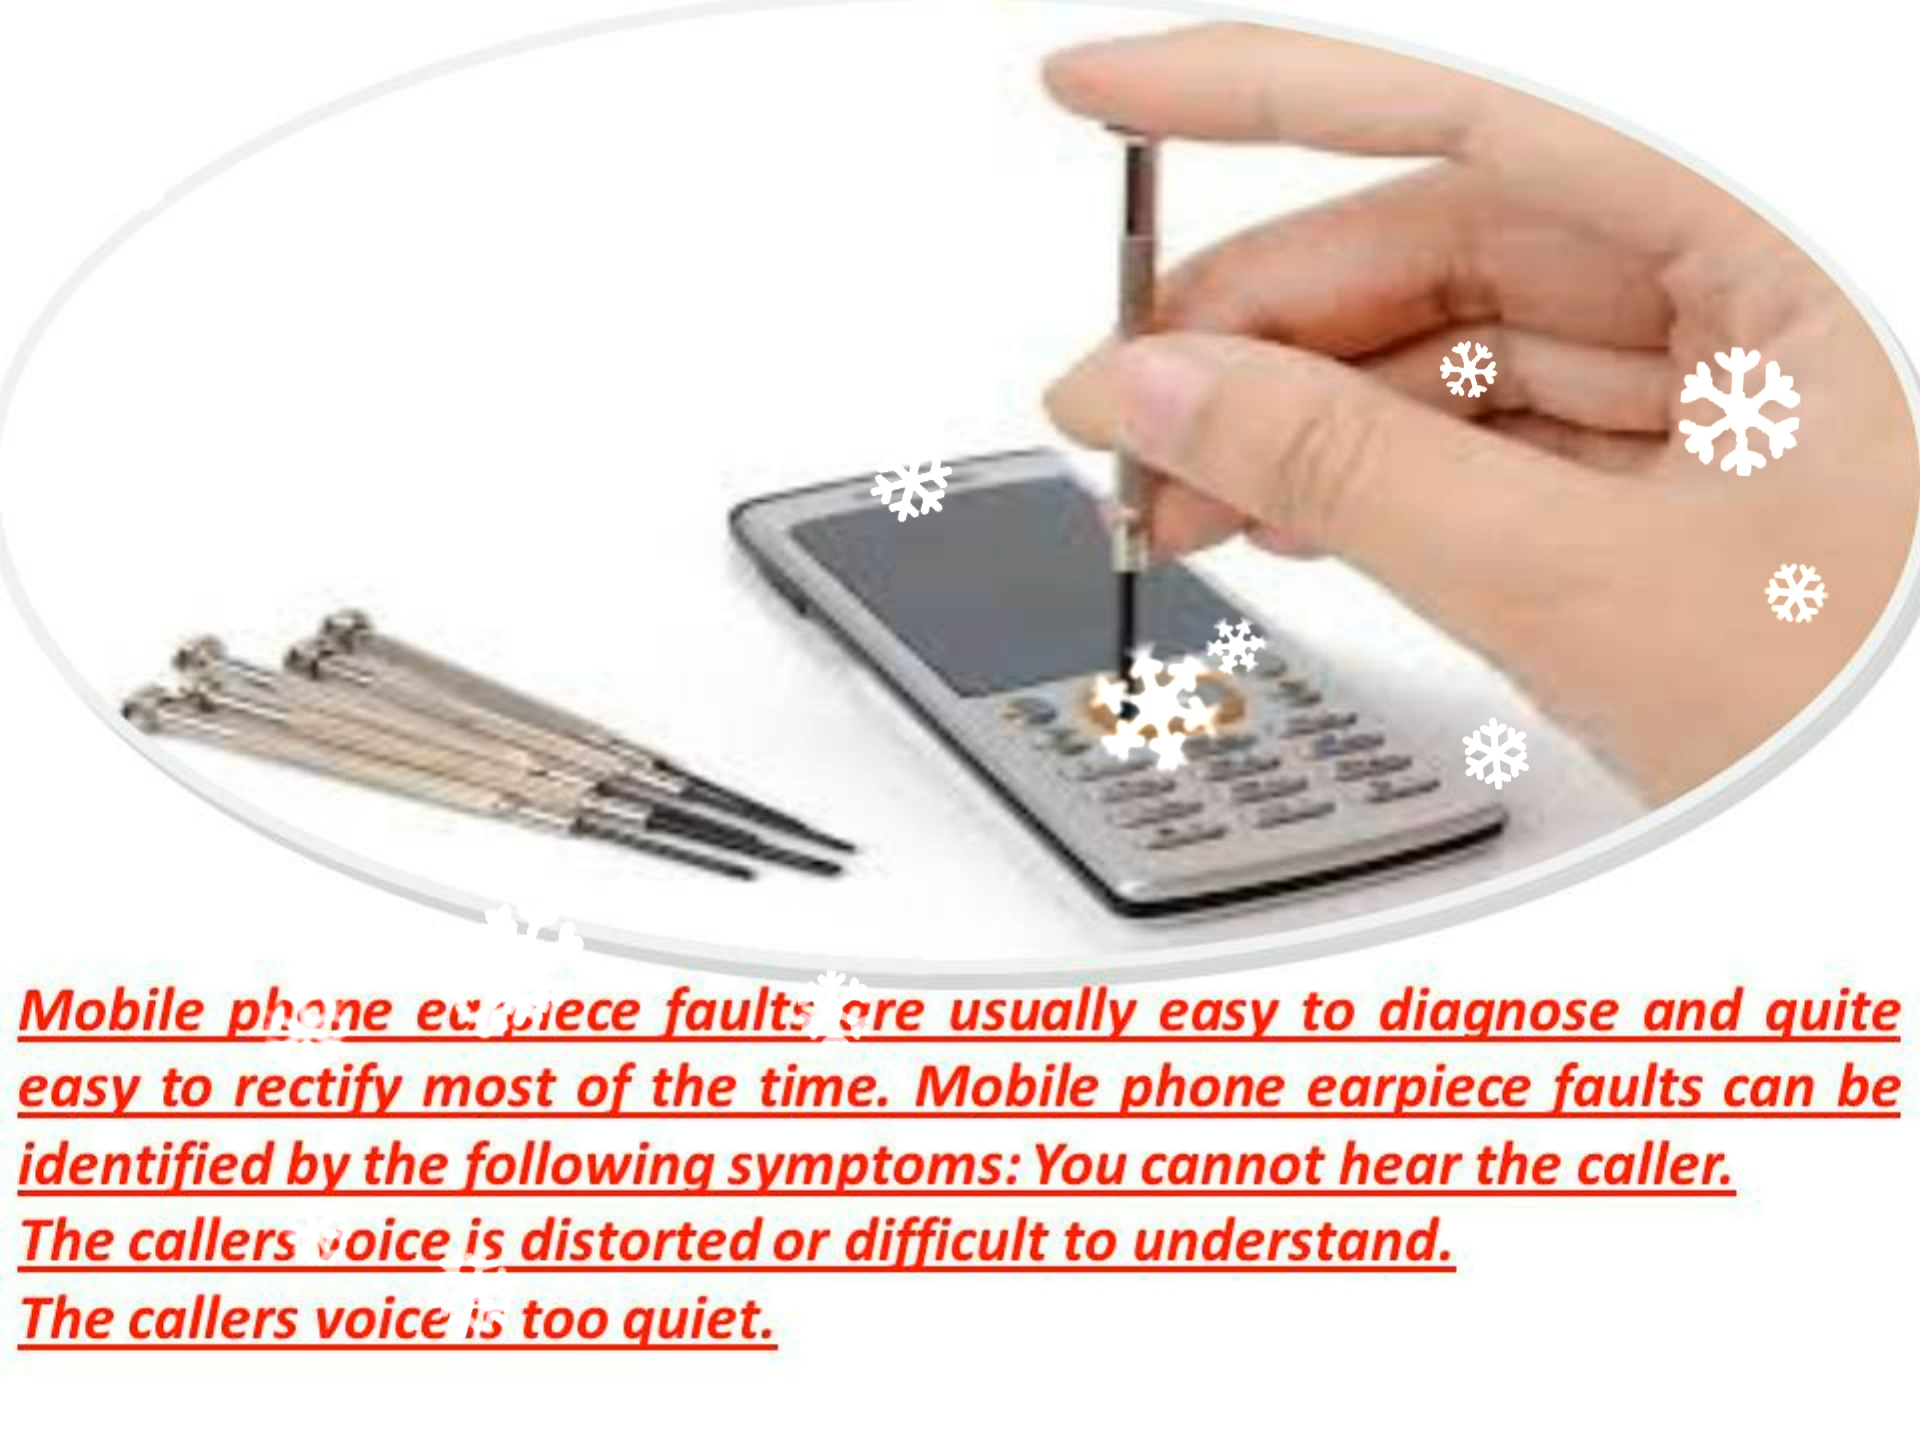 Mobile phone earpiece faults are usually easy to diagnose and quite
easy to rectify most of the time. Mobile phone earpiece faults can be
identified by the following symptoms: You cannot hear the caller.
The callers voice is distorted or difficult to understand.
The callers voice is too quiet.